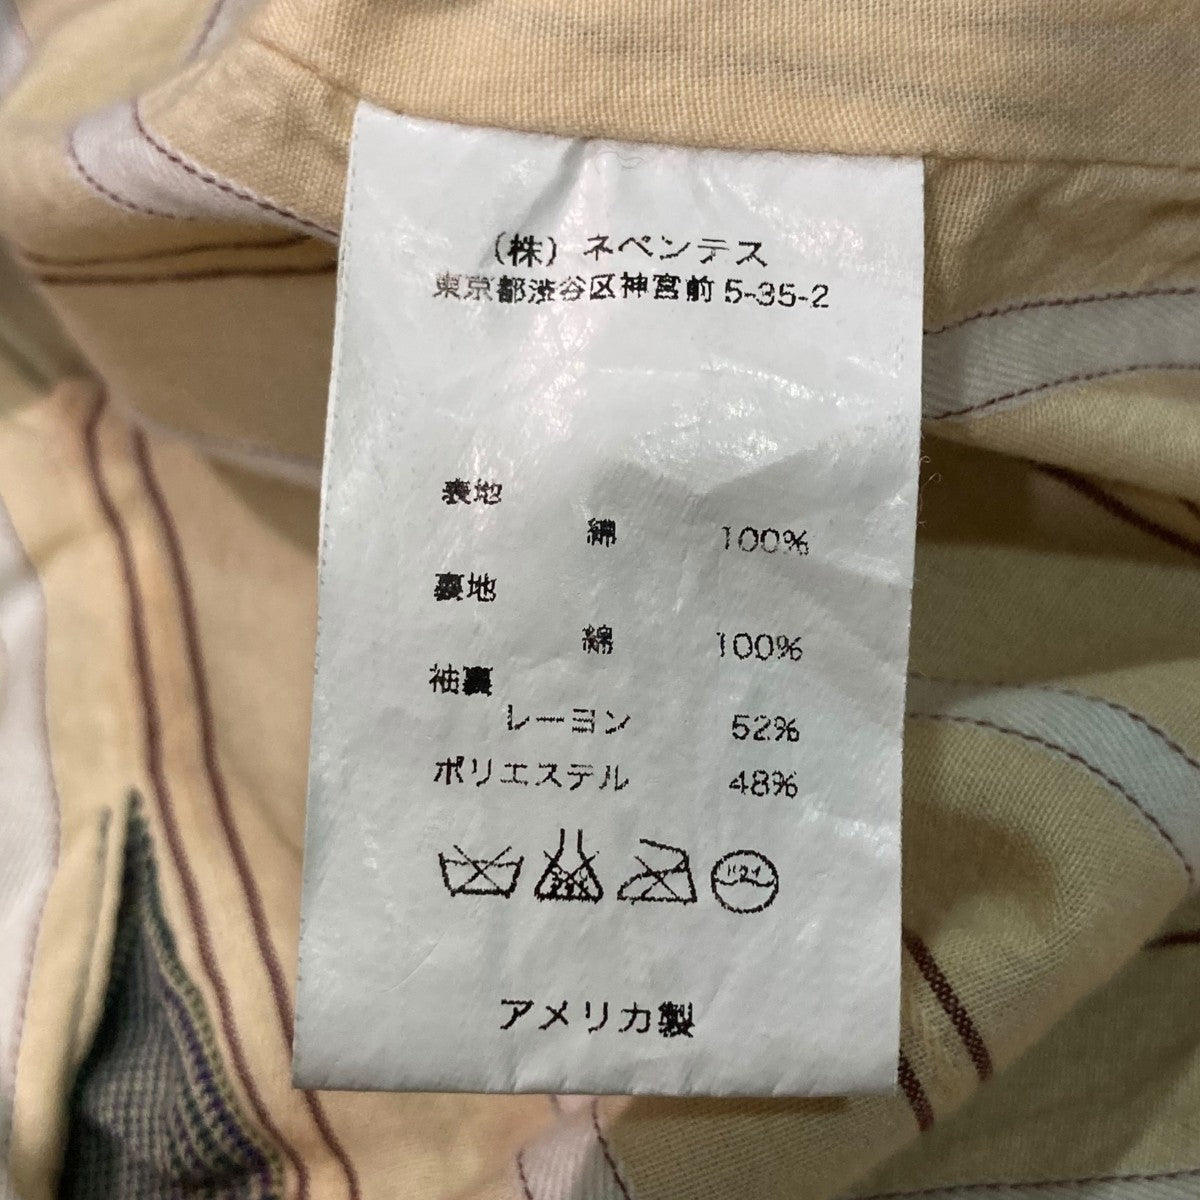 (株) ネペンテス
東京都渋谷区神宮前 5-35-2
表地
綿 100%
裏地
綿 100%
袖裏
レーヨン 52%
ポリエステル 48%
アメリカ製